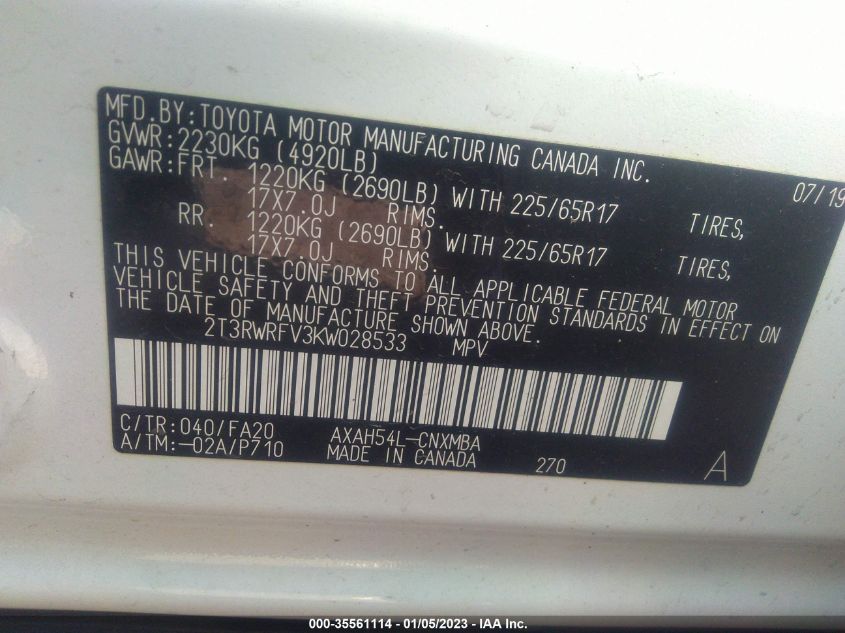 MFD.BY:TOYOTA MOTOR MANUFACTURING CANADA INC.
GVWR:2230KG (4920LB) 07/19
GAWR:FRT. 1220KG (2690LB) WITH 225/65R17 TIRES,
17X7.0J RIMS.
RR. 1220KG (2690LB) WITH 225/65R17 TIRES,
17X7.0J RIMS.
THIS VEHICLE CONFORMS TO ALL APPLICABLE FEDERAL MOTOR
VEHICLE SAFETY AND THEFT PREVENTION STANDARDS IN EFFECT ON
THE DATE OF MANUFACTURE SHOWN ABOVE.
2T3RWRFV3KW028533 MPV
C/TR:040/FA20 AXAH54L-CNXMBA
A/TM:-02A/P710 MADE IN CANADA 270 A
000-35561114 - 01/05/2023 - IAA Inc.